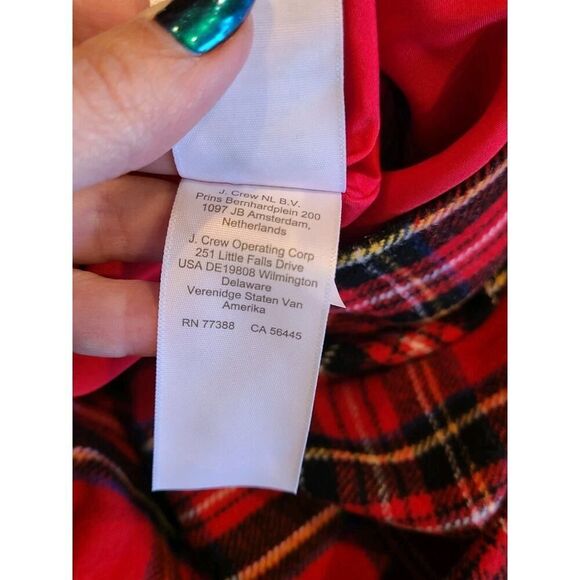 J. Crew NL B.V.
Prins Bernhardplein 200
1097 JB Amsterdam,
Netherlands
J. Crew Operating Corp
251 Little Falls Drive
USA DE19808 Wilmington
Delaware
Verenidge Staten Van
Amerika
RN 77388 CA 56445